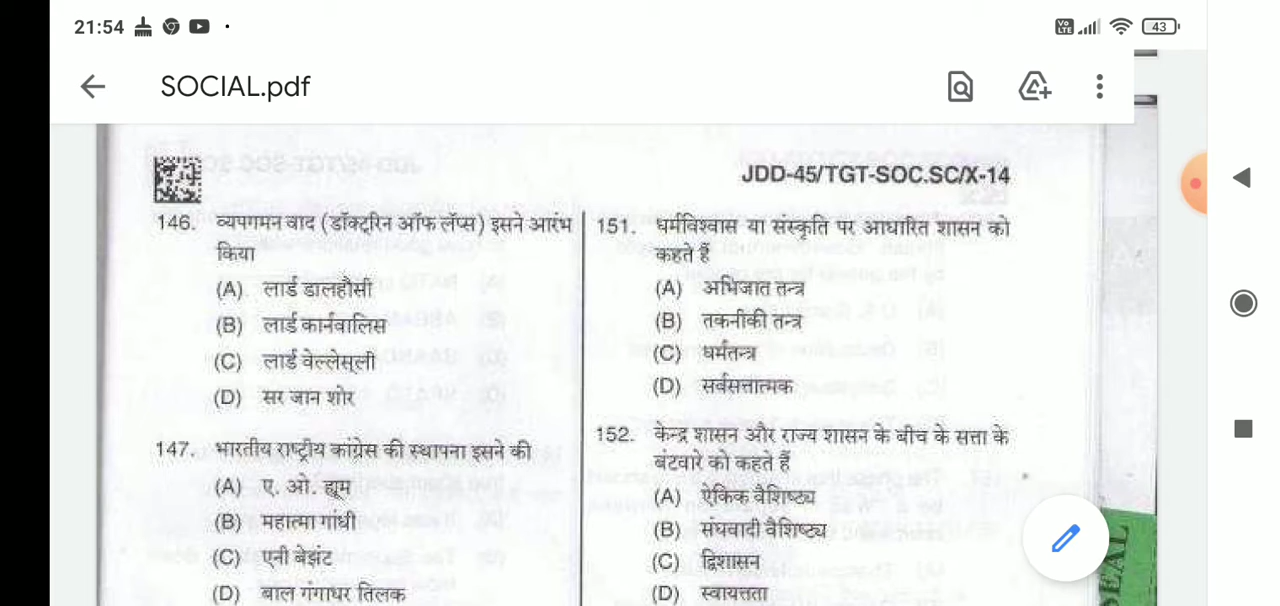 21:54
Vo LTE
43
SOCIAL.pdf
JDD-45/TGT-SOC.SC/X-14
146. व्यपगमन वाद (डॉक्ट्रिन ऑफ लॅप्स) इसने आरंभ
किया
(A) लार्ड डालहौसी
(B) लार्ड कार्नवालिस
(C) लार्ड वेल्लेस्ली
(D) सर जान शोर
147. भारतीय राष्ट्रीय कांग्रेस की स्थापना इसने की
(A) ए. ओ. ह्यूम
(B) महात्मा गांधी
(C) एनी बेझंट
(D) बाल गंगाधर तिलक
151. धर्मविश्वास या संस्कृति पर आधारित शासन को
कहते हैं
(A) अभिजात तन्त्र
(B) तकनीकी तन्त्र
(C) धर्मतन्त्र
(D) सर्वसत्तात्मक
152. केन्द्र शासन और राज्य शासन के बीच के सत्ता के
बंटवारे को कहते हैं
(A) ऐकिक वैशिष्ट्य
(B) संघवादी वैशिष्ट्य
(C) द्विशासन
(D) स्वायत्तता